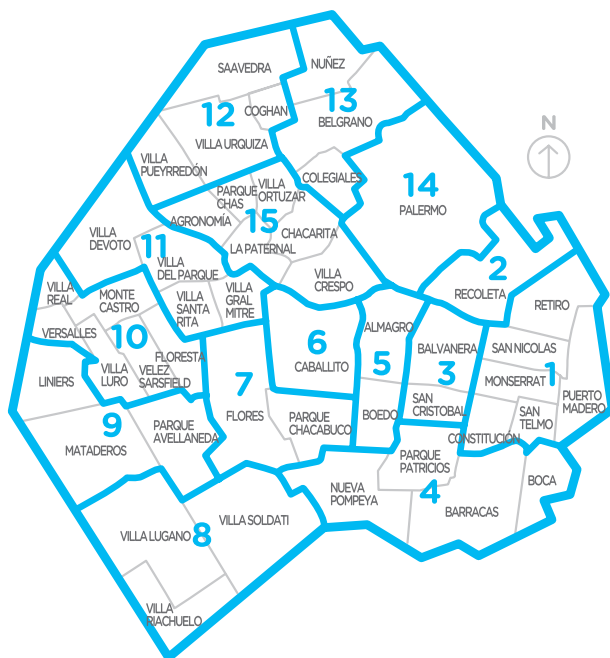 SAAVEDRA
NUÑEZ
12
13
COGHAN
BELGRANO
VILLA URQUIZA
N
VILLA
PUEYRREDÓN
COLEGIALES
14
PALERMO
PARQUE
CHAS
VILLA
ORTUZAR
AGRONOMÍA
15
CHACARITA
LA PATERNAL
VILLA
DEVOTO
11
VILLA
DEL PARQUE
VILLA
CRESPO
2
RECOLETA
VILLA
REAL
MONTE
CASTRO
VILLA
SANTA
RITA
VILLA
GRAL
MITRE
RETIRO
VERSALLES
10
6
CABALLITO
ALMAGRO
5
BALVANERA
3
SAN NICOLAS
MONSERRAT
1
LINIERS
VILLA
LURO
VELEZ
SARSFIELD
FLORESTA
7
FLORES
PUERTO
MADERO
BOEDO
SAN
CRISTOBAL
SAN
TELMO
9
MATADEROS
PARQUE
AVELLANEDA
PARQUE
CHACABUCO
CONSTITUCIÓN
PARQUE
PATRICIOS
NUEVA
POMPEYA
4
BARRACAS
BOCA
VILLA LUGANO
8
VILLA SOLDATI
VILLA
RIACHUELO